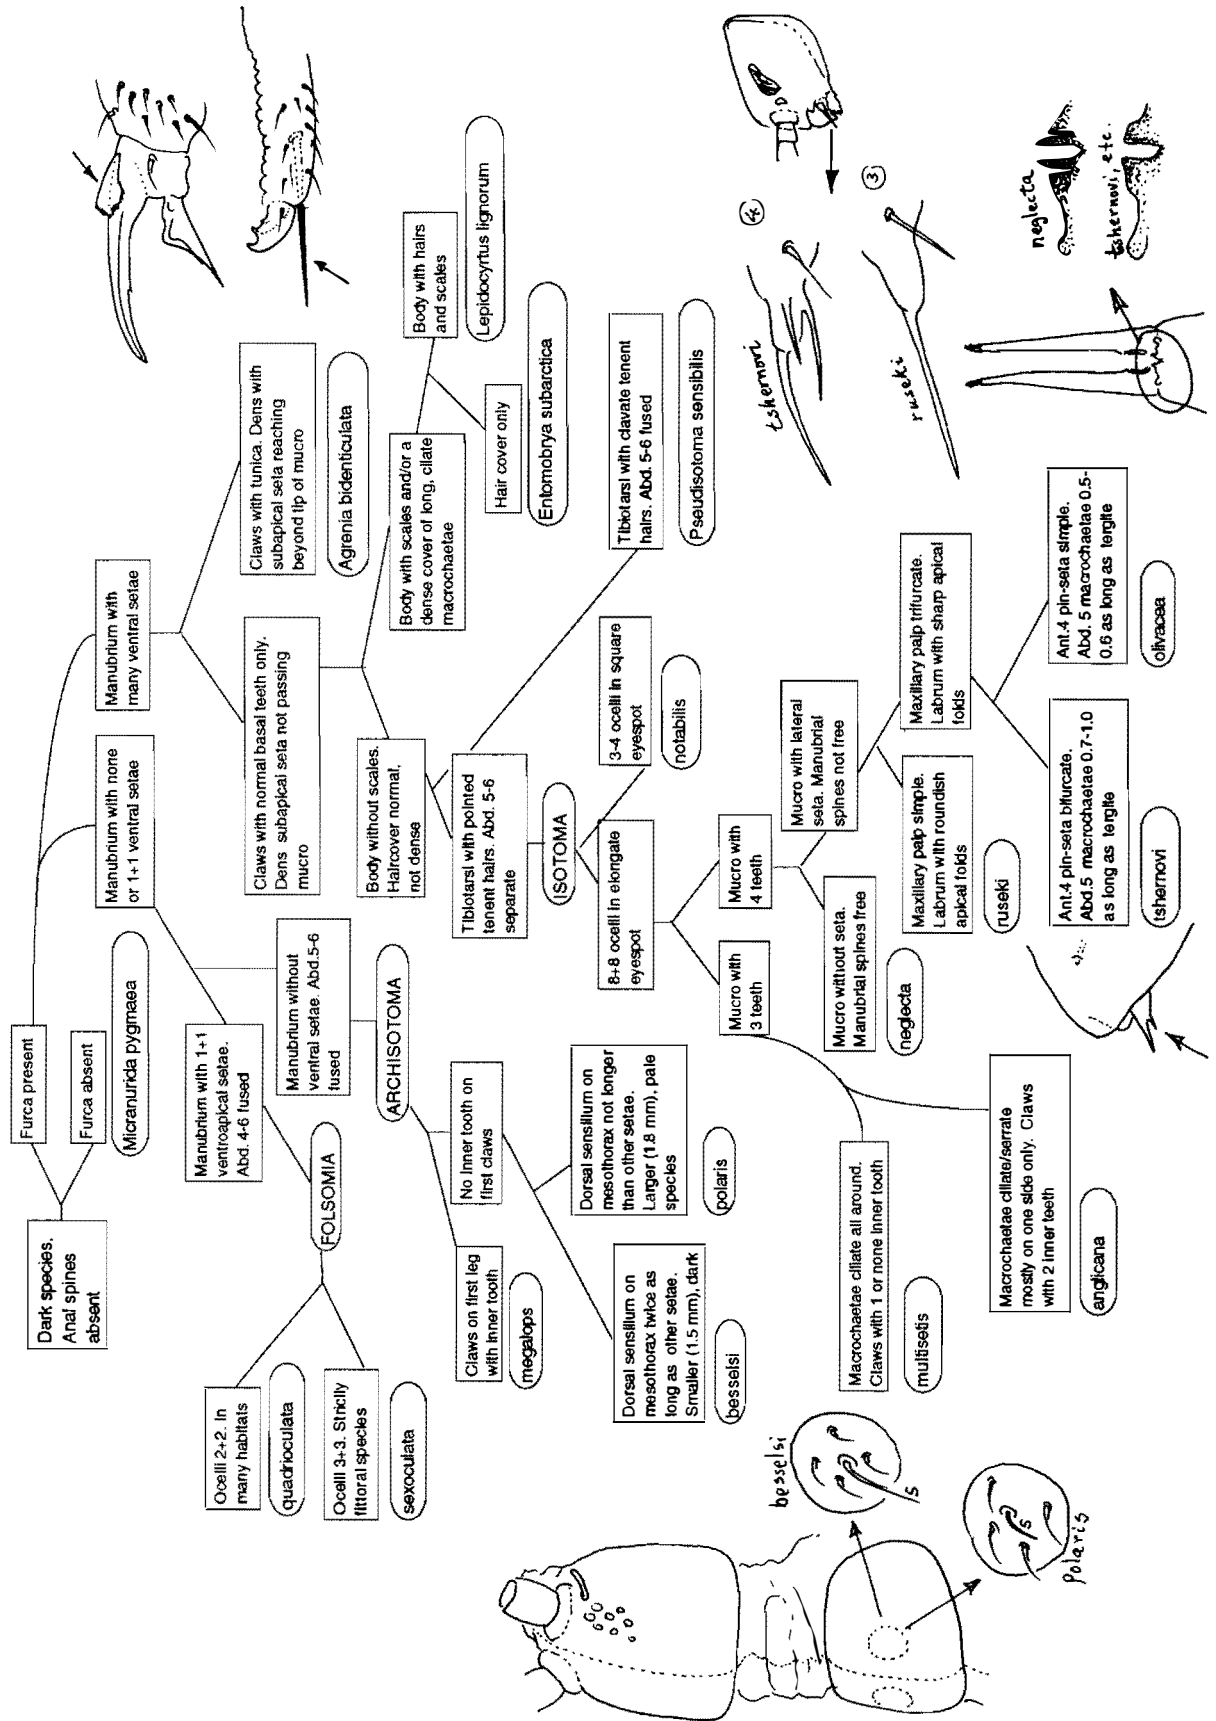 Dark species.
Anal spines
absent
Furca present
Furca absent
Micranurida pygmaea
Manubrium with none
or 1+1 ventral setae
Manubrium with
many ventral setae
Manubrium with 1+1
ventroapical setae.
Abd. 4-6 fused
FOLSOMIA
Ocelli 2+2. In
many habitats
quadrioculata
Ocelli 3+3. Strictly
littoral species
sexoculata
Manubrium without
ventral setae. Abd.5-6
fused
ARCHISOTOMA
Claws on first leg
with inner tooth
megalops
No inner tooth on
first claws
Dorsal sensillum on
mesothorax twice as
long as other setae.
Smaller (1.5 mm), dark
besselsi
Dorsal sensillum on
mesothorax not longer
than other setae.
Larger (1.8 mm), pale
species
polaris
Claws with normal basal teeth only.
Dens subapical seta not passing
mucro
Claws with tunica. Dens with
subapical seta reaching
beyond tip of mucro
Agrenia bidenticulata
Body without scales.
Haircover normal,
not dense
Body with scales and/or a
dense cover of long, ciliate
macrochaetae
Hair cover only
Entomobrya subarctica
Body with hairs
and scales
Lepidocyrtus lignorum
Tibiotarsi with pointed
tenent hairs. Abd. 5-6
separate
ISOTOMA
Tibiotarsi with clavate tenent
hairs. Abd. 5-6 fused
Pseudisotoma sensibilis
8+8 ocelli in elongate
eyespot
3-4 ocelli in square
eyespot
notabilis
Mucro with
3 teeth
Mucro with
4 teeth
Macrochaetae ciliate all around.
Claws with 1 or none inner tooth
multisetis
Macrochaetae ciliate/serrate
mostly on one side only. Claws
with 2 inner teeth
anglicana
Mucro without seta.
Manubrial spines free
neglecta
Mucro with lateral
seta. Manubrial
spines not free
Maxillary palp simple.
Labrum with roundish
apical folds
ruseki
Maxillary palp trifurcate.
Labrum with sharp apical
folds
Ant.4 pin-seta bifurcate.
Abd.5 macrochaetae 0.7-1.0
as long as tergite
tshernovi
Ant.4 pin-seta simple.
Abd. 5 macrochaetae 0.5-
0.6 as long as tergite
olivacea
besselsi
s
polaris
s
tshernovi
ruseki
3
neglecta
tshernovi, etc.